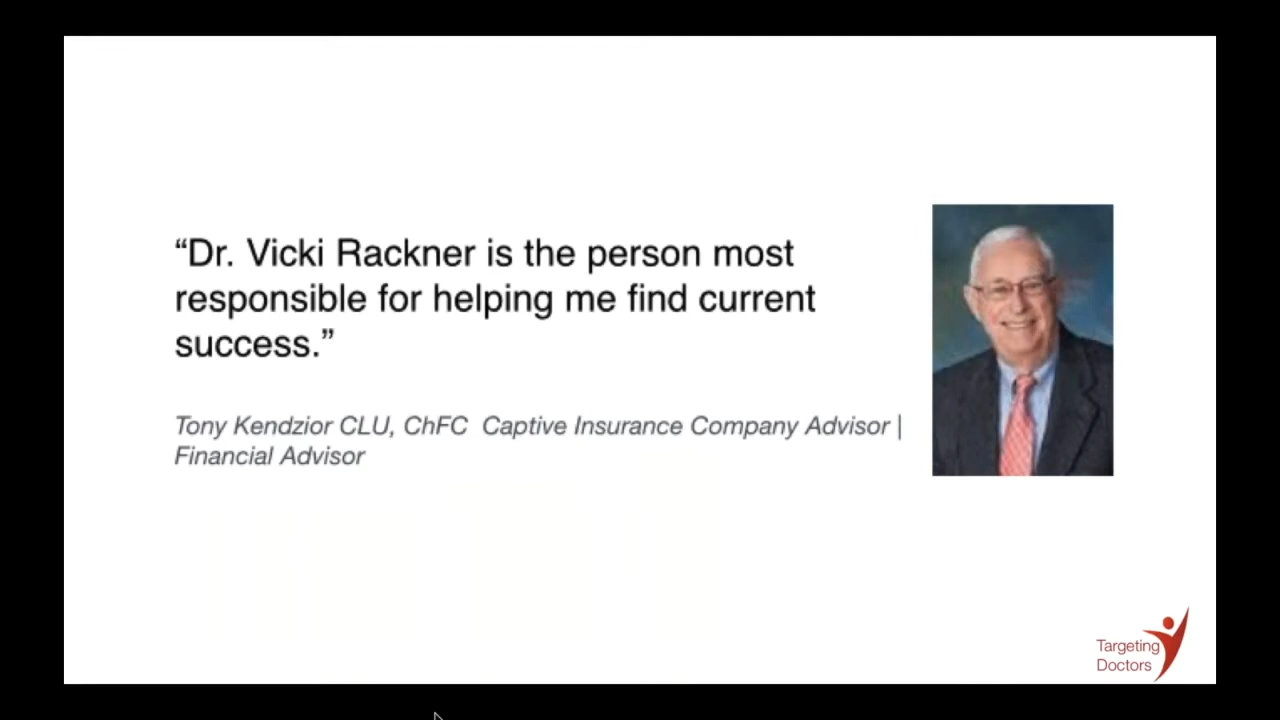 “Dr. Vicki Rackner is the person most
responsible for helping me find current
success.”
Tony Kendzior CLU, ChFC  Captive Insurance Company Advisor |
Financial Advisor
Targeting
Doctors